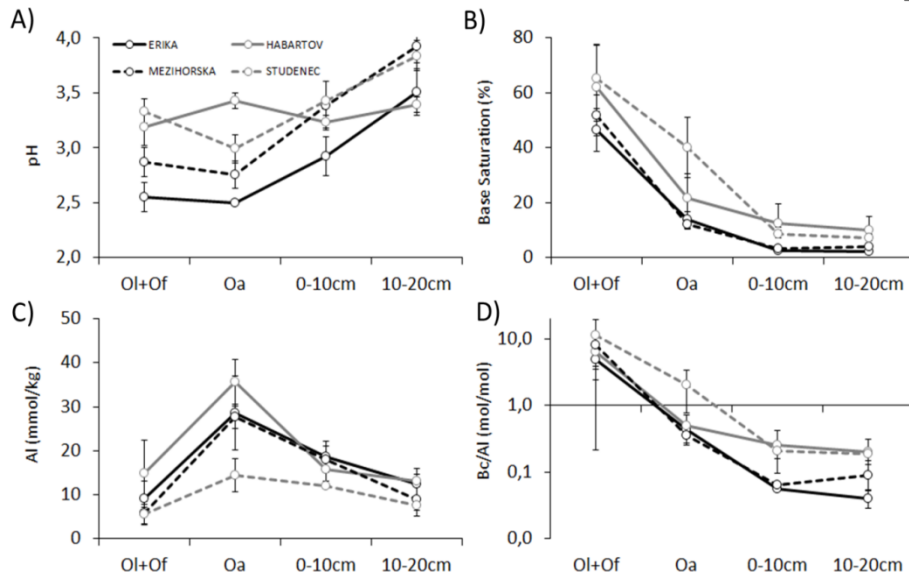 A)
4,0
3,5
3,0
2,5
2,0
pH
ERIKA
HABARTOV
MEZIHORSKA
STUDENEC
Ol+Of
Oa
0-10cm
10-20cm
B)
80
60
40
20
0
Base Saturation (%)
Ol+Of
Oa
0-10cm
10-20cm
C)
50
40
30
20
10
0
Al (mmol/kg)
Ol+Of
Oa
0-10cm
10-20cm
D)
10,0
1,0
0,1
0,0
Bc/Al (mol/mol)
Ol+Of
Oa
0-10cm
10-20cm